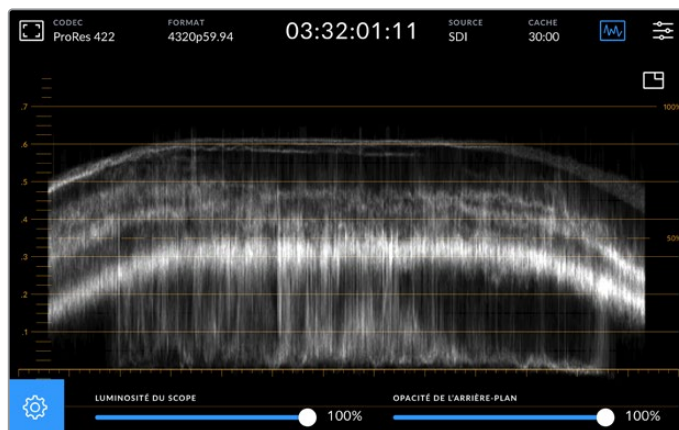 CODEC
ProRes 422
FORMAT
4320p59.94
03:32:01:11
SOURCE
SDI
CACHE
30:00
.7
100%
.6
.5
.4
50%
.3
.2
.1
LUMINOSITÉ DU SCOPE
100%
OPACITÉ DE L'ARRIÈRE-PLAN
100%